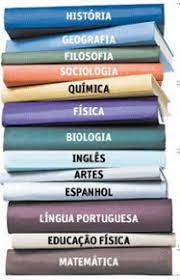 HISTÓRIA
GEOGRAFIA
FILOSOFIA
SOCIOLOGIA
QUÍMICA
FÍSICA
BIOLOGIA
INGLÊS
ARTES
ESPANHOL
LÍNGUA PORTUGUESA
EDUCAÇÃO FÍSICA
MATEMÁTICA